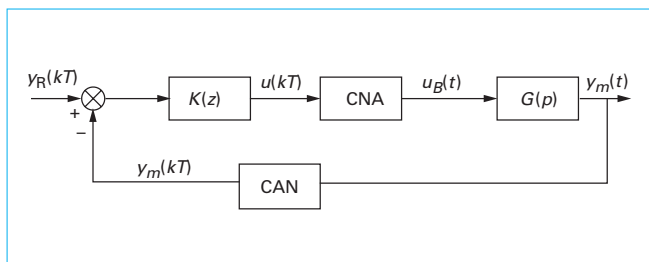 y_R(kT)
+
−
K(z)
u(kT)
CNA
u_B(t)
G(p)
y_m(t)
y_m(kT)
CAN